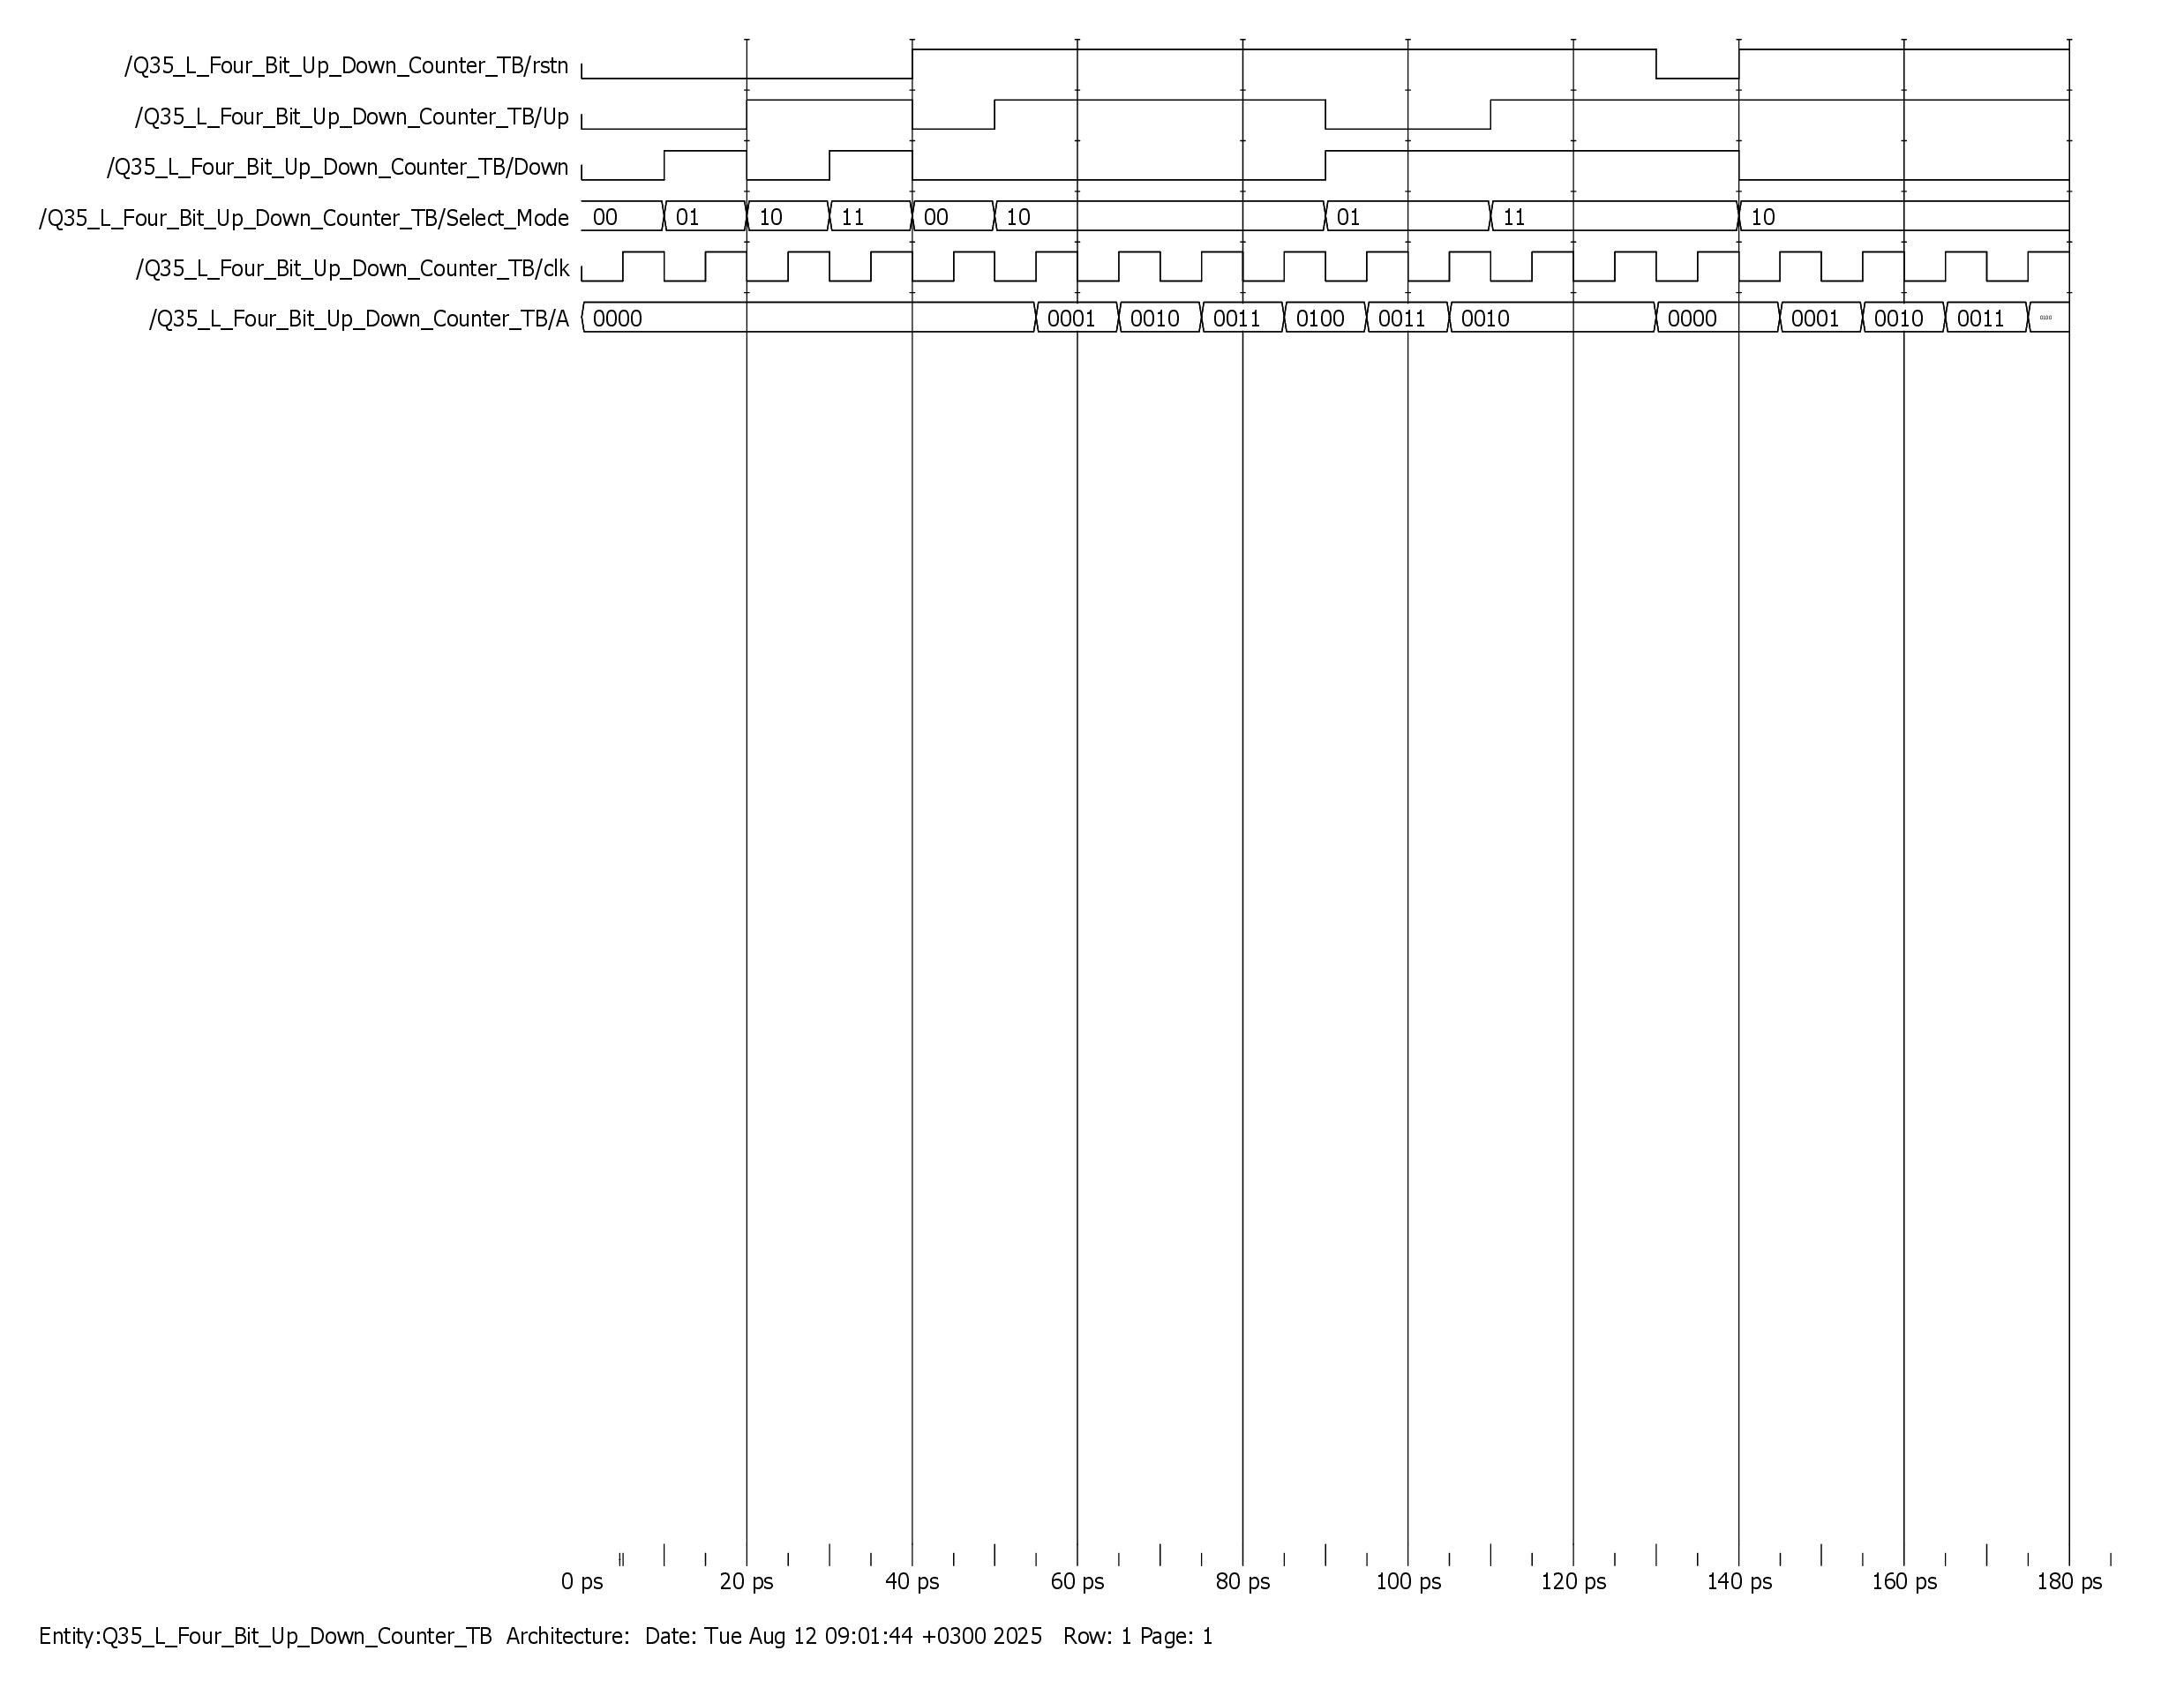 /Q35_L_Four_Bit_Up_Down_Counter_TB/rstn
/Q35_L_Four_Bit_Up_Down_Counter_TB/Up
/Q35_L_Four_Bit_Up_Down_Counter_TB/Down
/Q35_L_Four_Bit_Up_Down_Counter_TB/Select_Mode 00 01 10 11 00 10 01 11 10
/Q35_L_Four_Bit_Up_Down_Counter_TB/clk
/Q35_L_Four_Bit_Up_Down_Counter_TB/A 0000 0001 0010 0011 0100 0011 0010 0000 0001 0010 0011 0100
0 ps 20 ps 40 ps 60 ps 80 ps 100 ps 120 ps 140 ps 160 ps 180 ps
Entity:Q35_L_Four_Bit_Up_Down_Counter_TB Architecture: Date: Tue Aug 12 09:01:44 +0300 2025 Row: 1 Page: 1